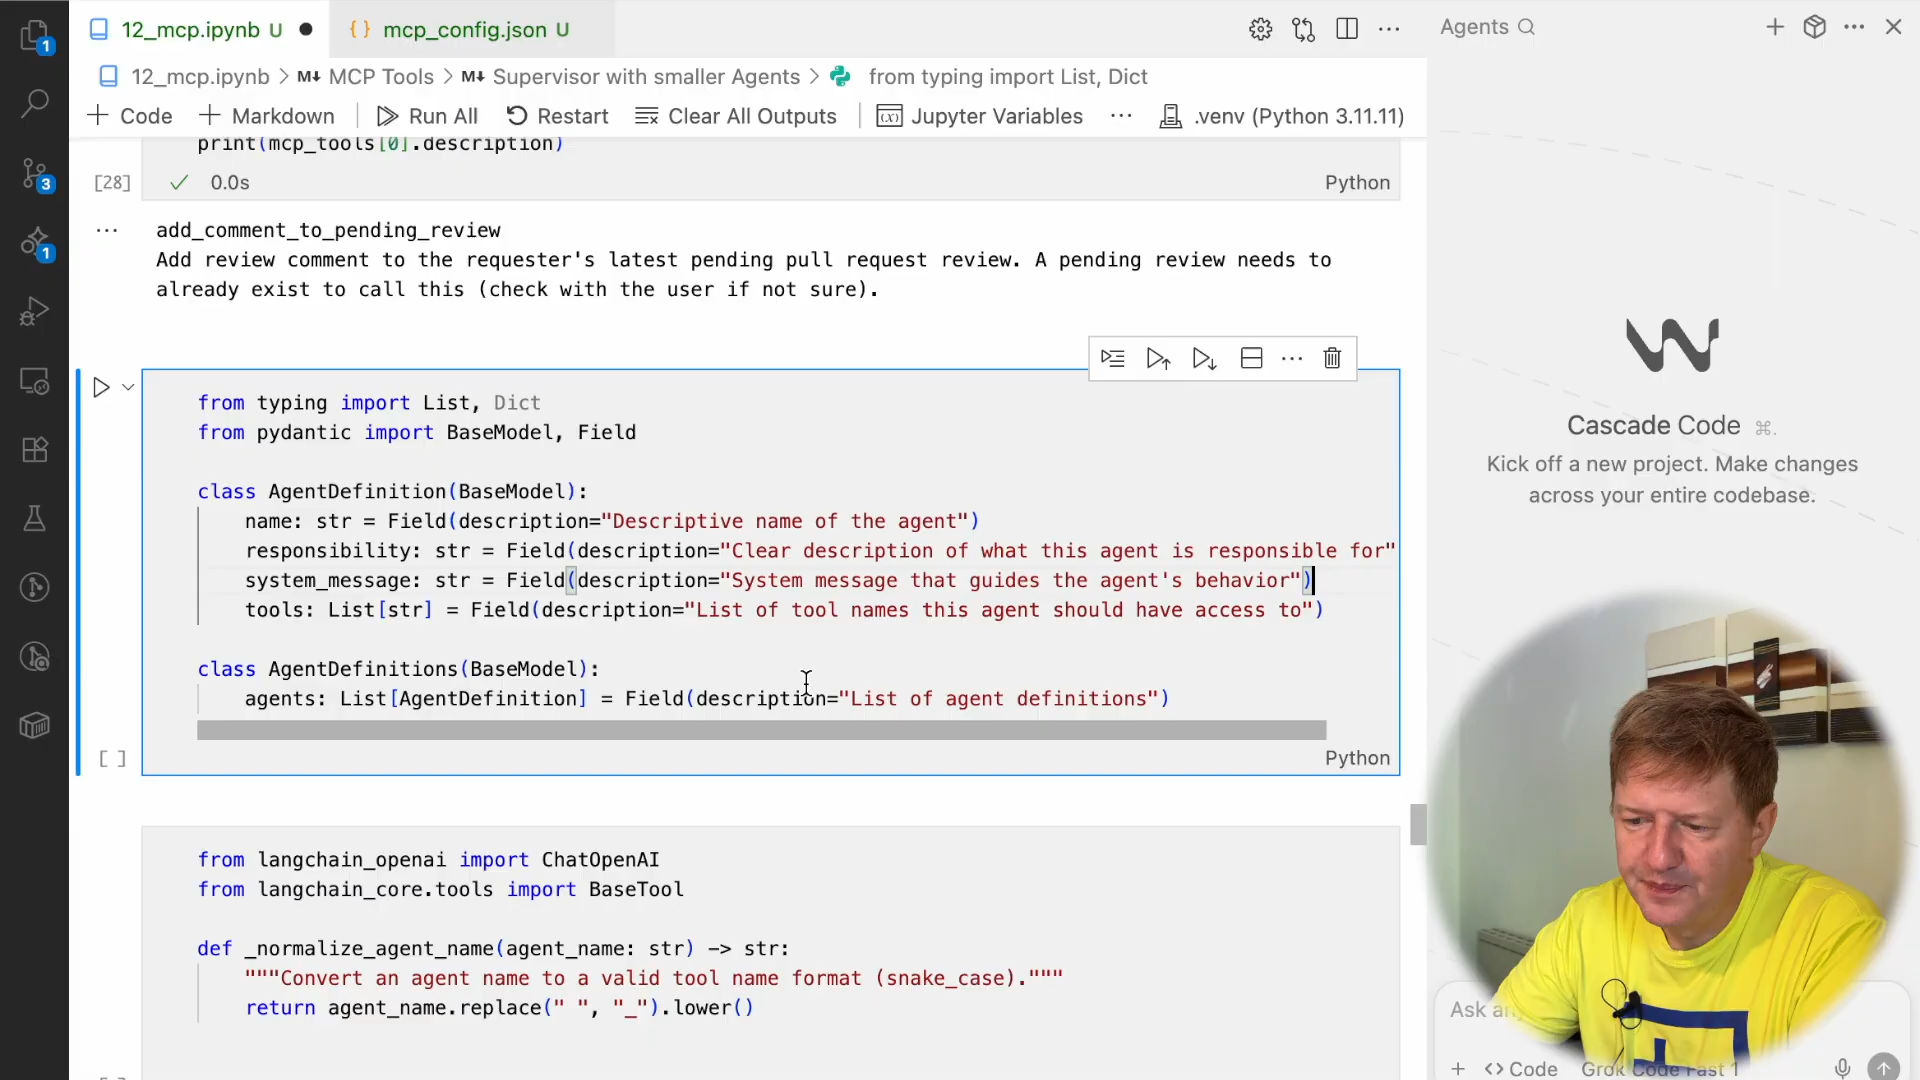 12_mcp.ipynb U
{ } mcp_config.json U
Agents
12_mcp.ipynb > M↓ MCP Tools > M↓ Supervisor with smaller Agents > from typing import List, Dict
+ Code + Markdown Run All Restart Clear All Outputs Jupyter Variables ... .venv (Python 3.11.11)
1
3
1
print(mcp_tools[0].description)
[28] 0.0s Python
add_comment_to_pending_review
Add review comment to the requester's latest pending pull request review. A pending review needs to
already exist to call this (check with the user if not sure).
from typing import List, Dict
from pydantic import BaseModel, Field
class AgentDefinition(BaseModel):
name: str = Field(description="Descriptive name of the agent")
responsibility: str = Field(description="Clear description of what this agent is responsible for"
system_message: str = Field(description="System message that guides the agent's behavior")
tools: List[str] = Field(description="List of tool names this agent should have access to")
class AgentDefinitions(BaseModel):
agents: List[AgentDefinition] = Field(description="List of agent definitions")
[ ] Python
from langchain_openai import ChatOpenAI
from langchain_core.tools import BaseTool
def _normalize_agent_name(agent_name: str) -> str:
"""Convert an agent name to a valid tool name format (snake_case)."""
return agent_name.replace(" ", "_").lower()
Cascade Code ⌘.
Kick off a new project. Make changes
across your entire codebase.
Ask
+ <> Code Grok Code Fast 1